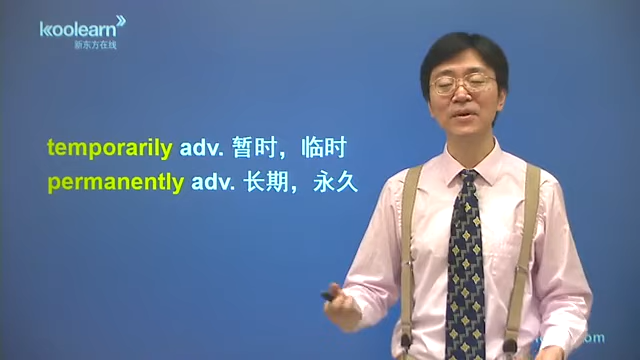 koolearn
新东方在线
temporarily adv. 暂时，临时
permanently adv. 长期，永久